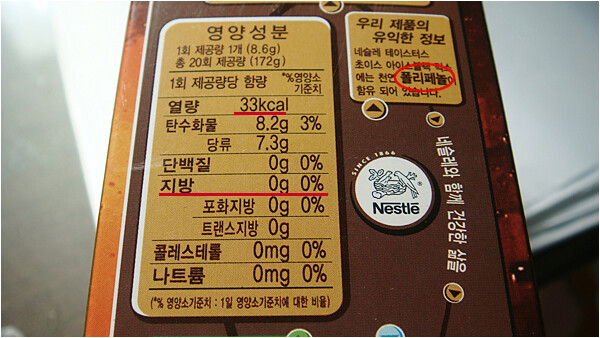 영양성분
1회 제공량 1개 (8.6g)
총 20회 제공량 (172g)
1회 제공량당 함량 *%영양소
기준치
열량 33kcal
탄수화물 8.2g 3%
당류 7.3g
단백질 0g 0%
지방 0g 0%
포화지방 0g 0%
트랜스지방 0g
콜레스테롤 0mg 0%
나트륨 0mg 0%
(*% 영양소기준치 : 1일 영양소기준치에 대한 비율)
우리 제품의
유익한 정보
네슬레 테이스터스
초이스 아이스블랙 믹스
에는 천연 폴리페놀이
함유 되어 있습니다.
SINCE 1866
Nestlé
네슬레와 함께 건강한 삶을